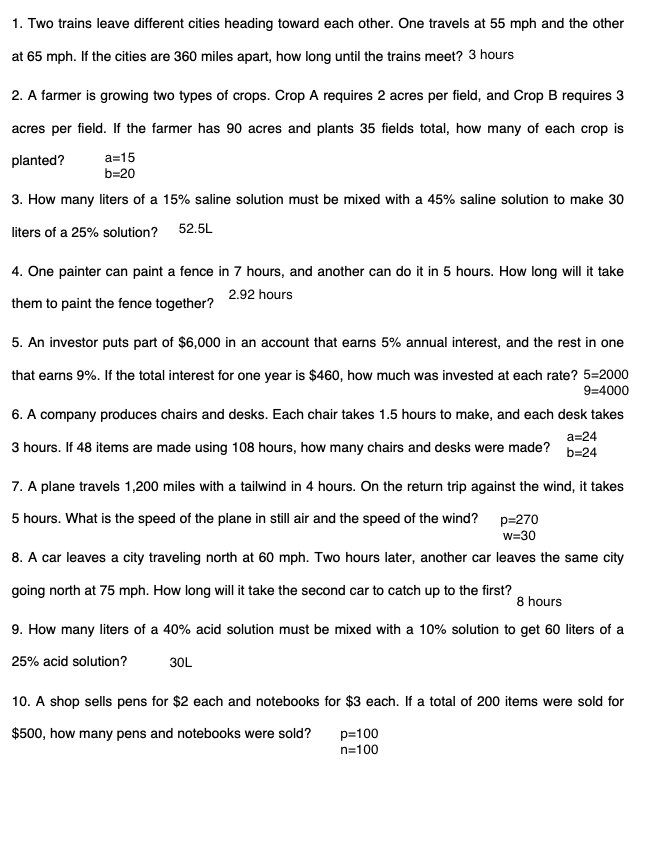 1. Two trains leave different cities heading toward each other. One travels at 55 mph and the other
at 65 mph. If the cities are 360 miles apart, how long until the trains meet? 3 hours
2. A farmer is growing two types of crops. Crop A requires 2 acres per field, and Crop B requires 3
acres per field. If the farmer has 90 acres and plants 35 fields total, how many of each crop is
planted? a=15
b=20
3. How many liters of a 15% saline solution must be mixed with a 45% saline solution to make 30
liters of a 25% solution? 52.5L
4. One painter can paint a fence in 7 hours, and another can do it in 5 hours. How long will it take
them to paint the fence together? 2.92 hours
5. An investor puts part of $6,000 in an account that earns 5% annual interest, and the rest in one
that earns 9%. If the total interest for one year is $460, how much was invested at each rate? 5=2000
9=4000
6. A company produces chairs and desks. Each chair takes 1.5 hours to make, and each desk takes
3 hours. If 48 items are made using 108 hours, how many chairs and desks were made? a=24
b=24
7. A plane travels 1,200 miles with a tailwind in 4 hours. On the return trip against the wind, it takes
5 hours. What is the speed of the plane in still air and the speed of the wind? p=270
w=30
8. A car leaves a city traveling north at 60 mph. Two hours later, another car leaves the same city
going north at 75 mph. How long will it take the second car to catch up to the first?
8 hours
9. How many liters of a 40% acid solution must be mixed with a 10% solution to get 60 liters of a
25% acid solution? 30L
10. A shop sells pens for $2 each and notebooks for $3 each. If a total of 200 items were sold for
$500, how many pens and notebooks were sold? p=100
n=100